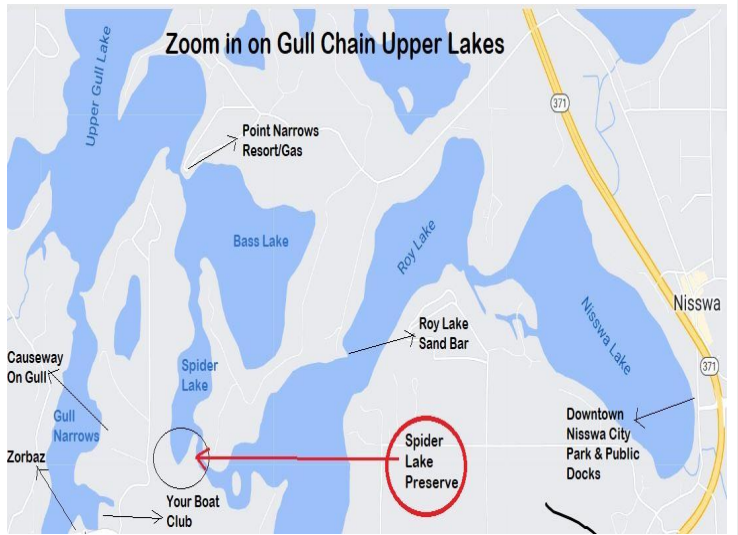 Zoom in on Gull Chain Upper Lakes
Upper Gull Lake
371
Point Narrows
Resort/Gas
Bass Lake
Roy Lake
Nisswa
Nisswa Lake
Roy Lake
Sand Bar
Causeway
On Gull
Spider
Lake
371
Gull
Narrows
Downtown
Nisswa City
Park & Public
Docks
Spider
Lake
Preserve
Zorbaz
Your Boat
Club